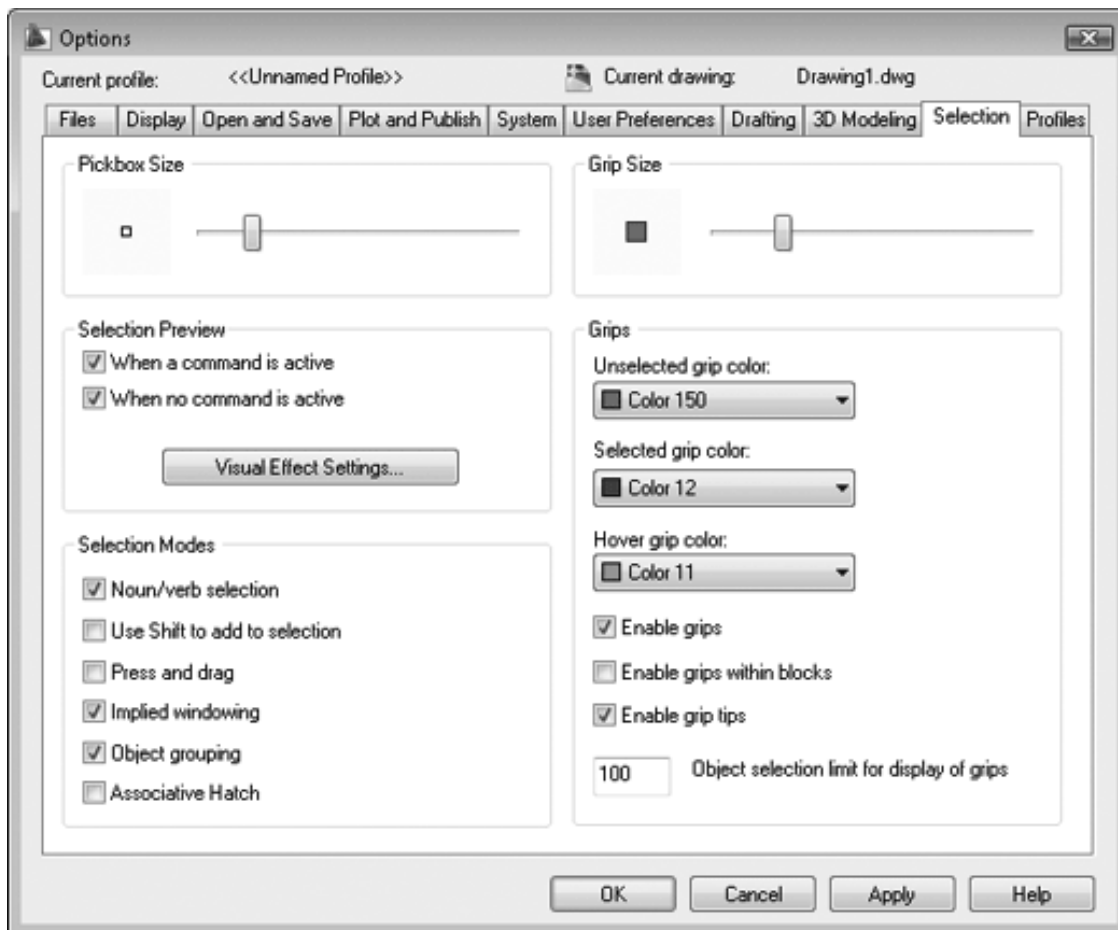 Options
Current profile: <<Unnamed Profile>> Current drawing: Drawing1.dwg
Files Display Open and Save Plot and Publish System User Preferences Drafting 3D Modeling Selection Profiles
Pickbox Size
Grip Size
Selection Preview
When a command is active
When no command is active
Visual Effect Settings...
Selection Modes
Noun/verb selection
Use Shift to add to selection
Press and drag
Implied windowing
Object grouping
Associative Hatch
Grips
Unselected grip color:
Color 150
Selected grip color:
Color 12
Hover grip color:
Color 11
Enable grips
Enable grips within blocks
Enable grip tips
100 Object selection limit for display of grips
OK Cancel Apply Help